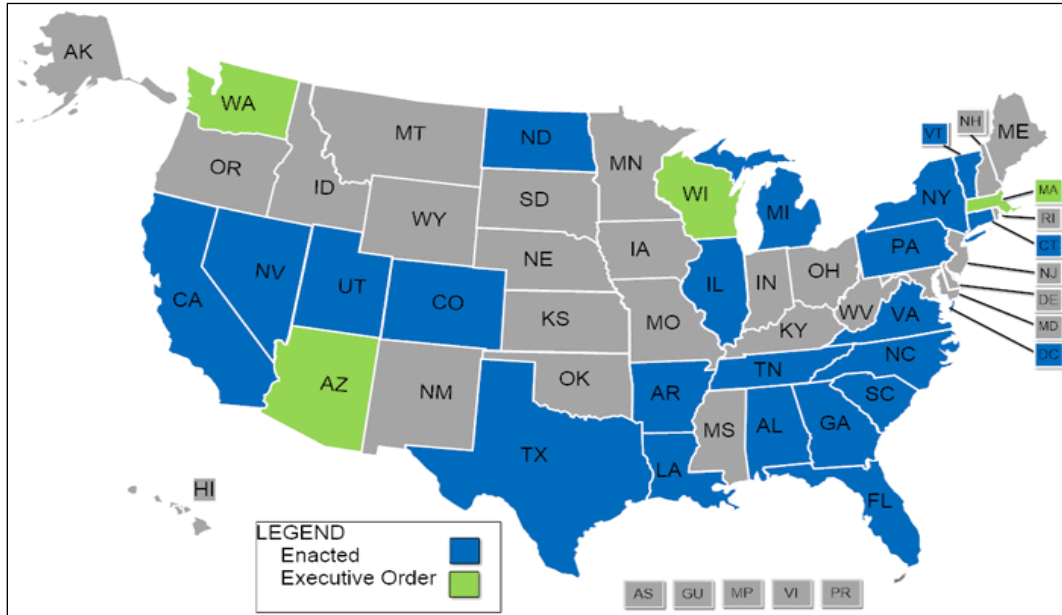 AK
WA
MT
ND
MN
VT
NH
ME
OR
ID
WY
SD
WI
MI
NY
MA
RI
CT
NJ
DE
MD
DC
NV
UT
CO
NE
IA
IL
IN
OH
PA
CA
KS
MO
KY
WV
VA
AZ
NM
OK
AR
TN
NC
SC
TX
LA
MS
AL
GA
FL
HI
LEGEND
Enacted
Executive Order
AS
GU
MP
VI
PR